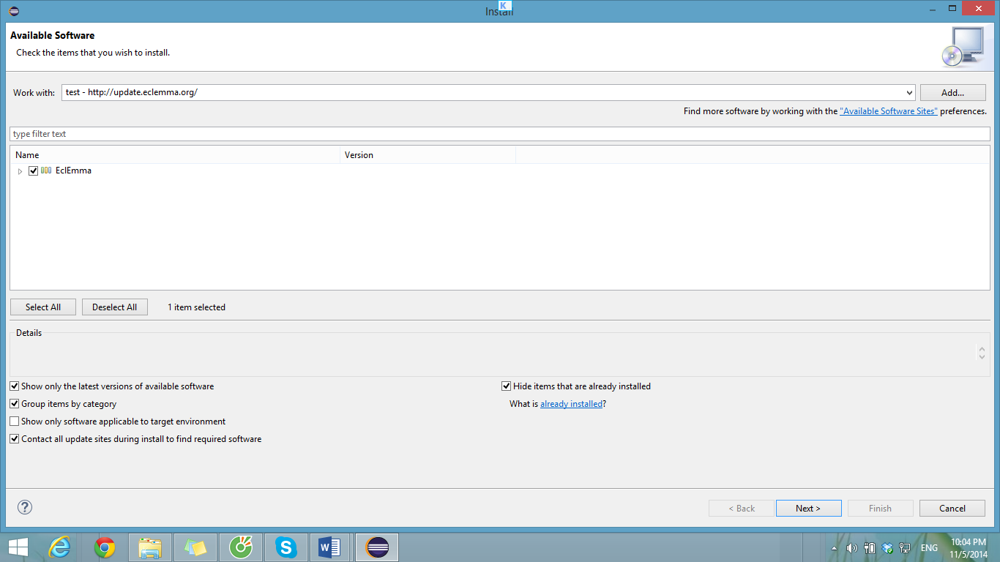 K
Install
Available Software
Check the items that you wish to install.
Work with: test - http://update.eclemma.org/ Add...
Find more software by working with the "Available Software Sites" preferences.
type filter text
Name Version
EclEmma
Select All Deselect All 1 item selected
Details
Show only the latest versions of available software Hide items that are already installed
Group items by category What is already installed?
Show only software applicable to target environment
Contact all update sites during install to find required software
? < Back Next > Finish Cancel
ENG 10:04 PM
11/5/2014